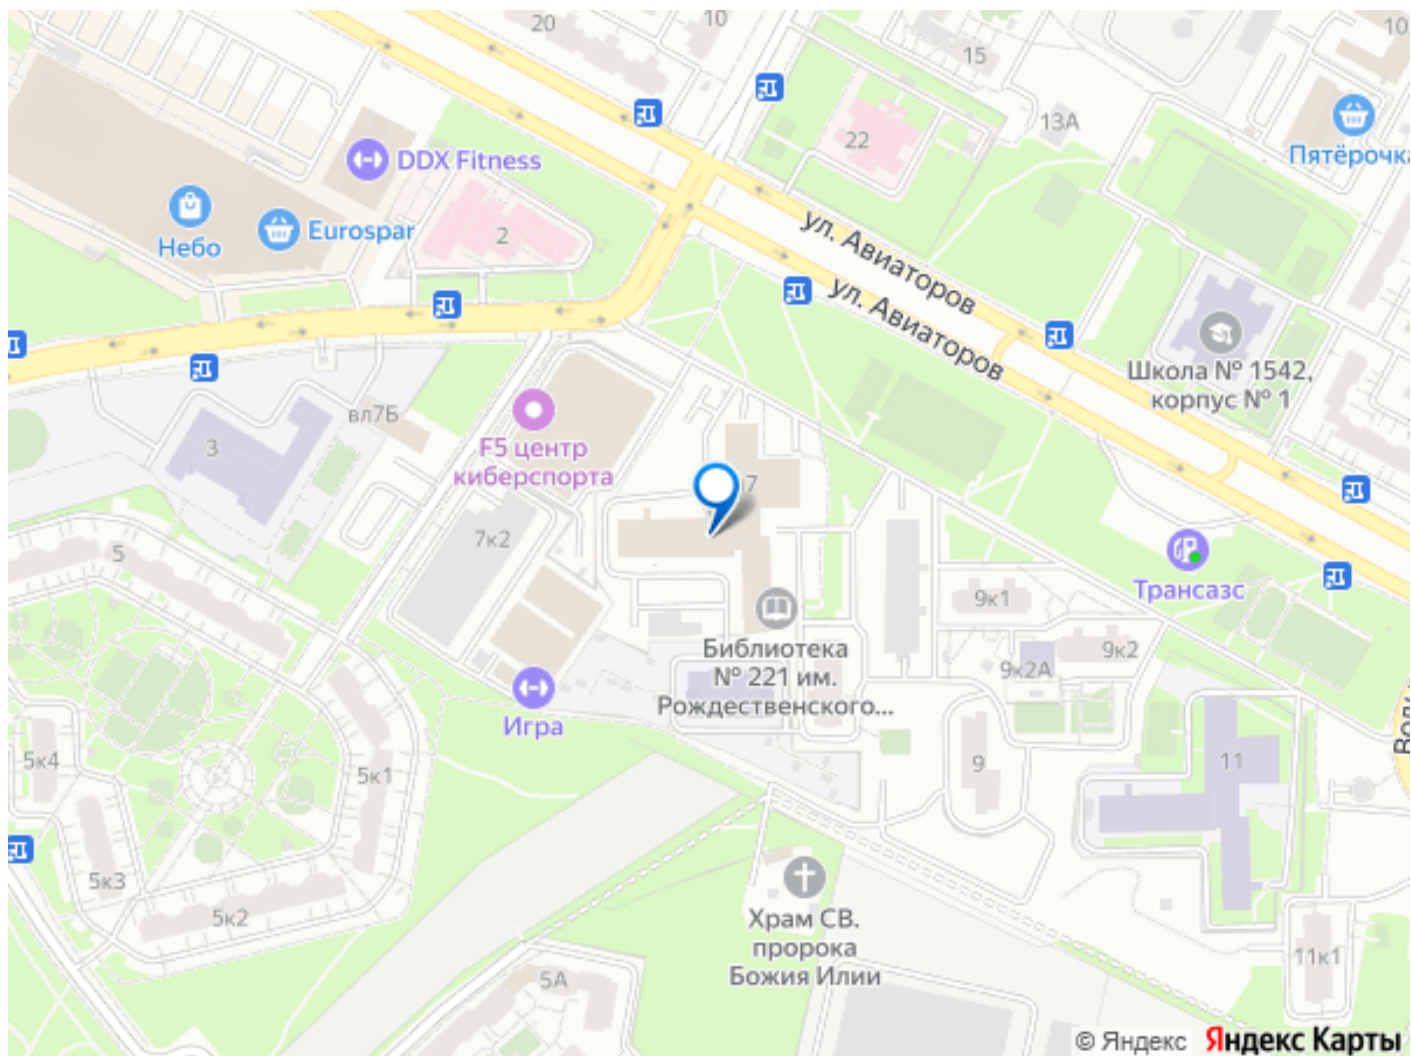 20
10
10
15
13А
22
Пятёрочка
DDX Fitness
Небо
Eurospar
2
ул. Авиаторов
ул. Авиаторов
Школа № 1542,
корпус № 1
вл7Б
3
F5 центр
киберспорта
7
7к2
5
Трансазс
9к1
9к2
9к2А
Библиотека
№ 221 им.
Рождественского...
Игра
5к4
5к1
9
11
5к3
5к2
Храм СВ.
пророка
Божия Илии
5А
11к1
© Яндекс Яндекс Карты